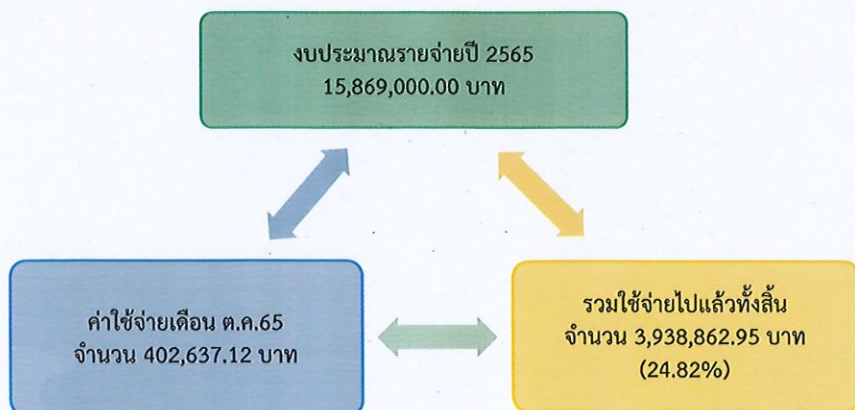 งบประมาณรายจ่ายปี 2565
15,869,000.00 บาท
ค่าใช้จ่ายเดือน ต.ค.65
จำนวน 402,637.12 บาท
รวมใช้จ่ายไปแล้วทั้งสิ้น
จำนวน 3,938,862.95 บาท
(24.82%)